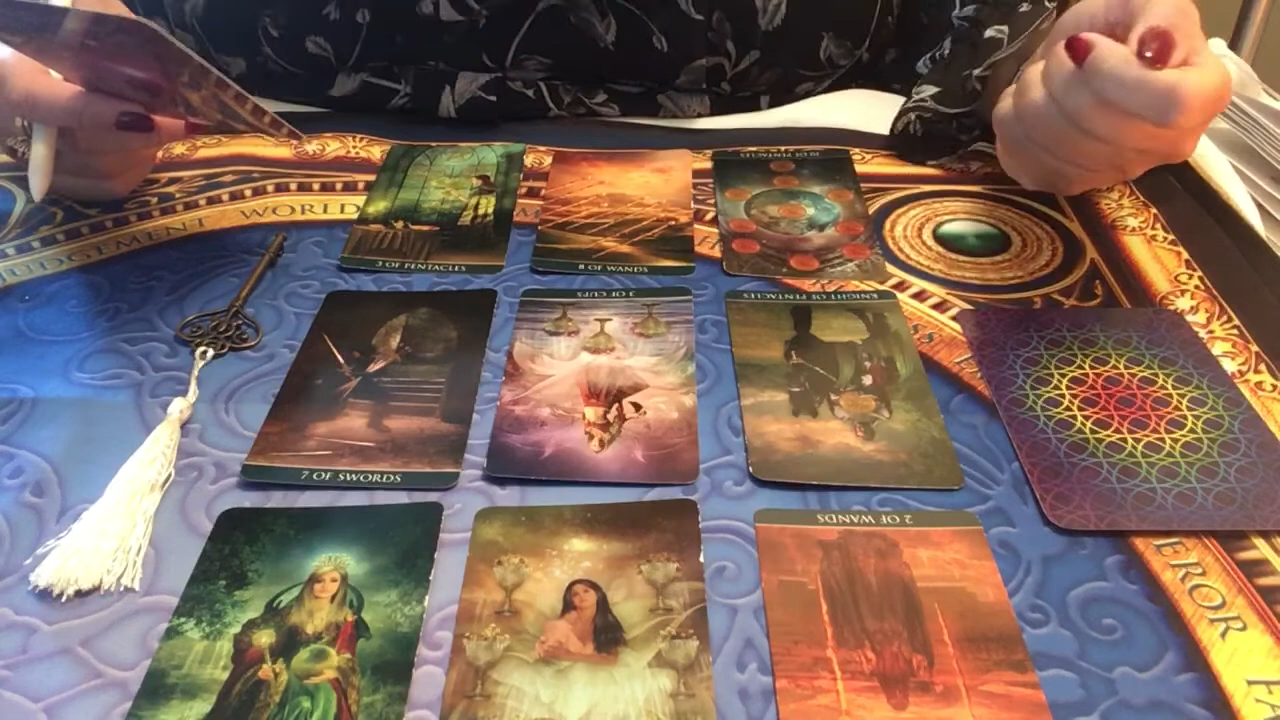 JUDGEMENT WORLD
3 OF PENTACLES
8 OF WANDS
10 OF PENTACLES
7 OF SWORDS
3 OF CUPS
KNIGHT OF PENTACLES
2 OF WANDS